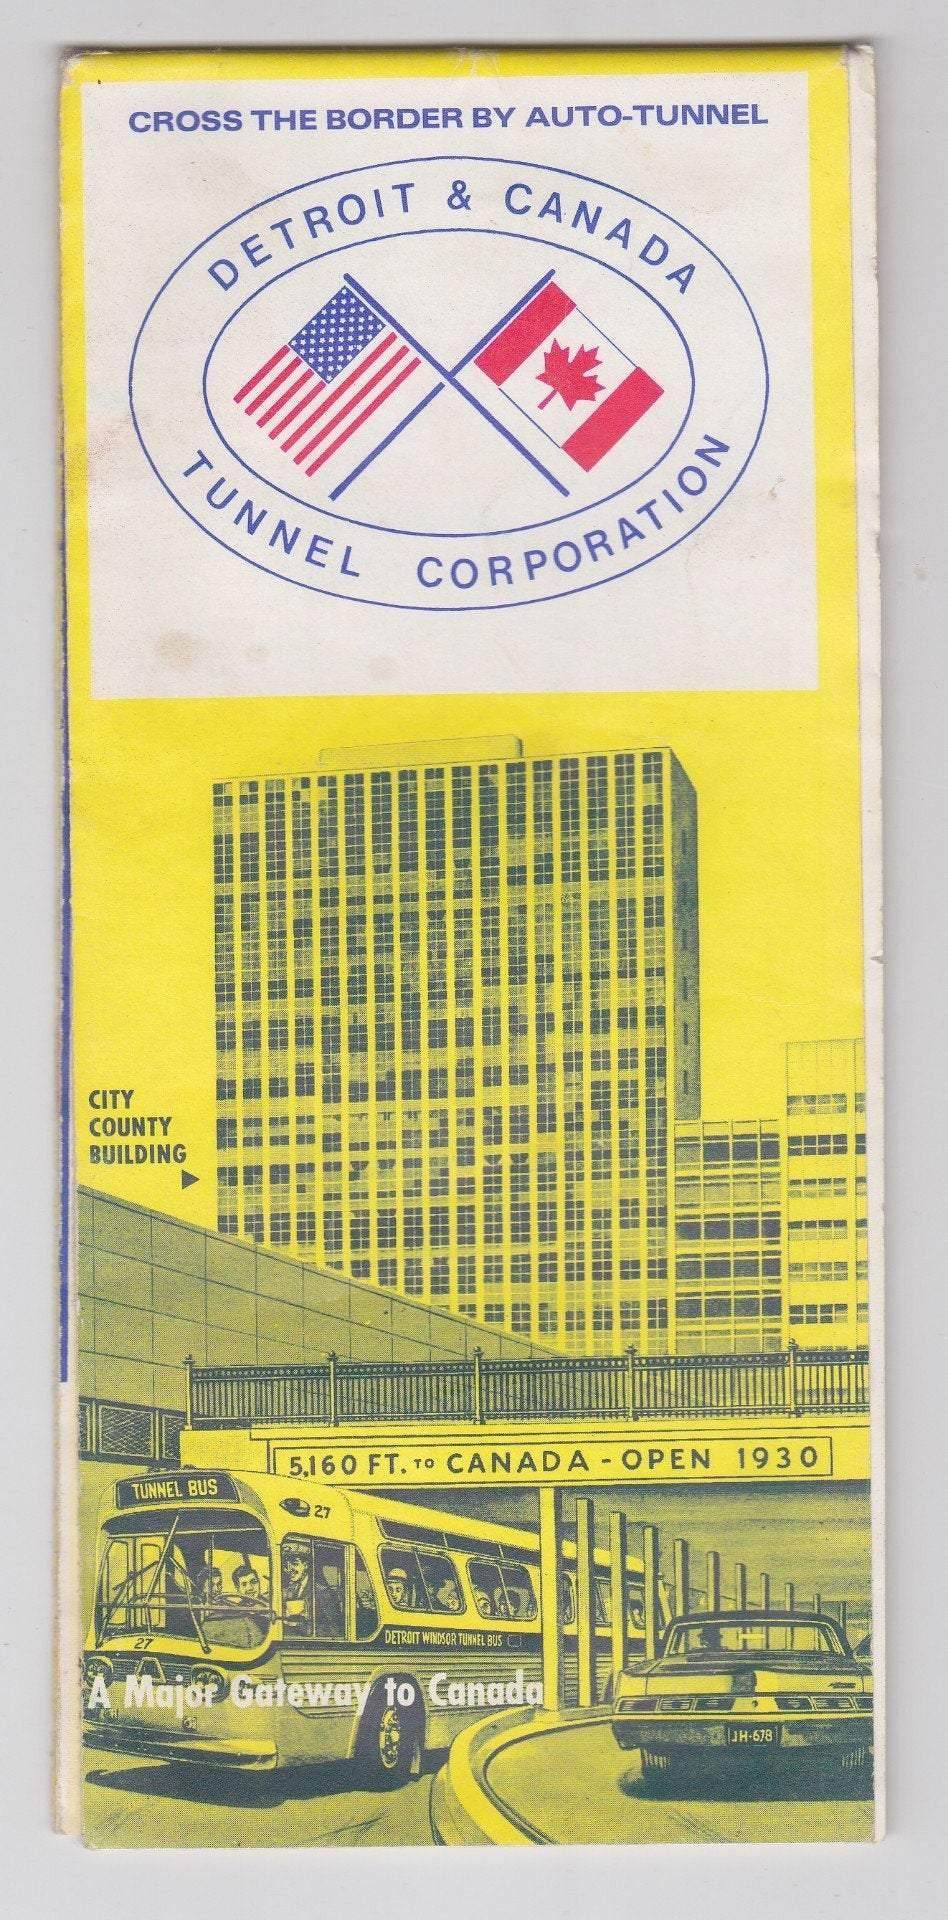 CROSS THE BORDER BY AUTO-TUNNEL
DETROIT & CANADA
TUNNEL CORPORATION
CITY
COUNTY
BUILDING
5,160 FT. TO CANADA - OPEN 1930
TUNNEL BUS
27
27
DETROIT WINDSOR TUNNEL BUS
A Major Gateway to Canada
JH-678